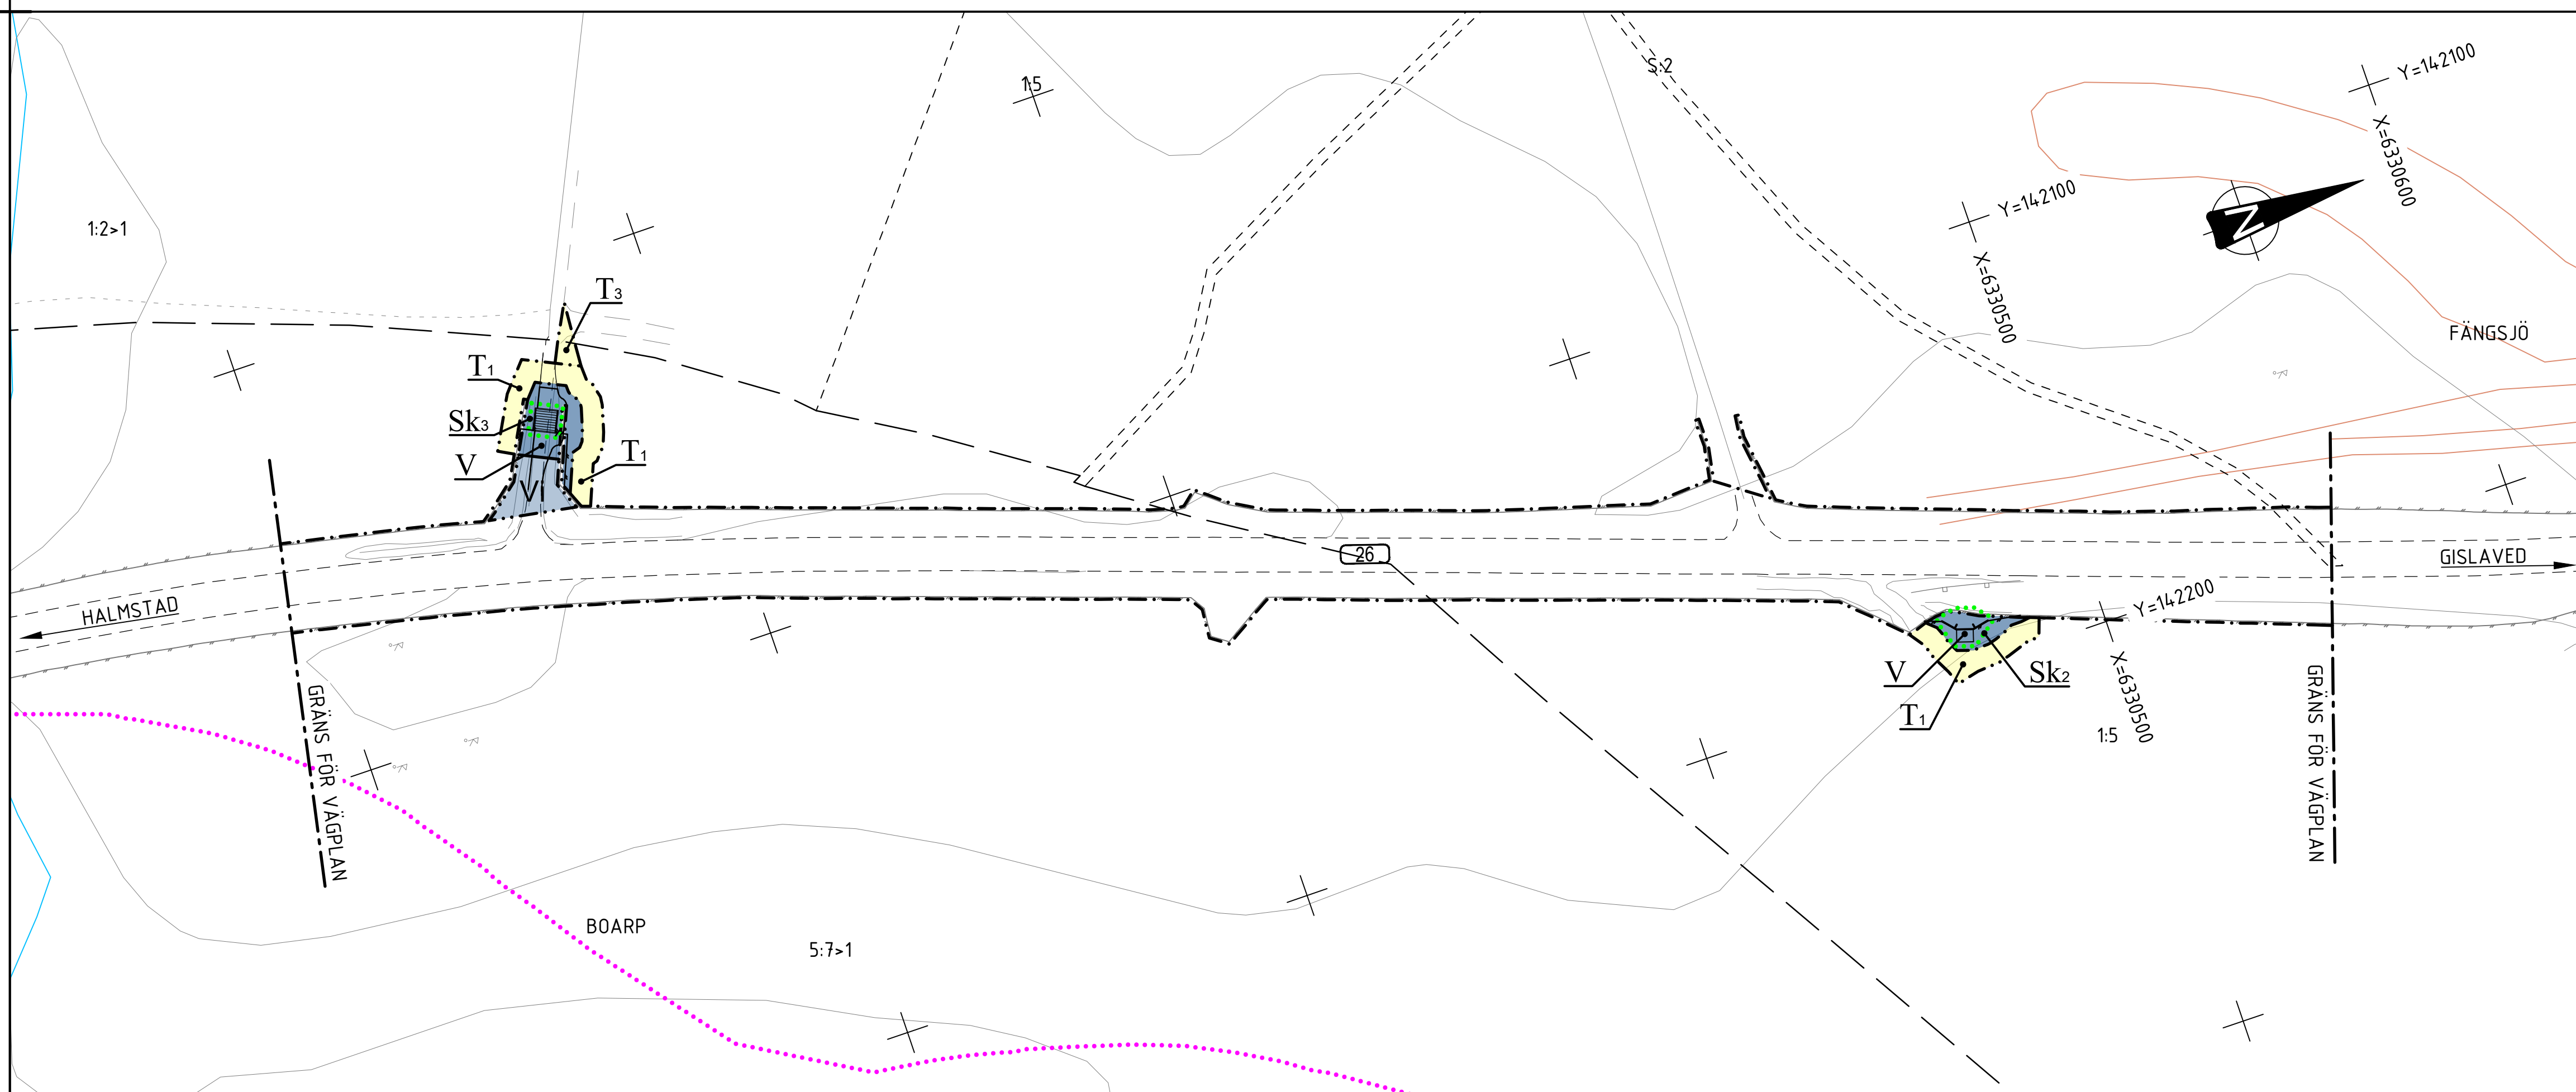 1:5
S:2
Y=142100
X=6330600
Y=142100
X=6330500
N
1:2>1
T3
FÄNGSJÖ
T1
Sk3
T1
V
Vi
26
GISLAVED
HALMSTAD
Y=142200
X=6330500
V
Sk2
T1
1:5
GRÄNS FÖR VÄGPLAN
GRÄNS FÖR VÄGPLAN
BOARP
5:7>1